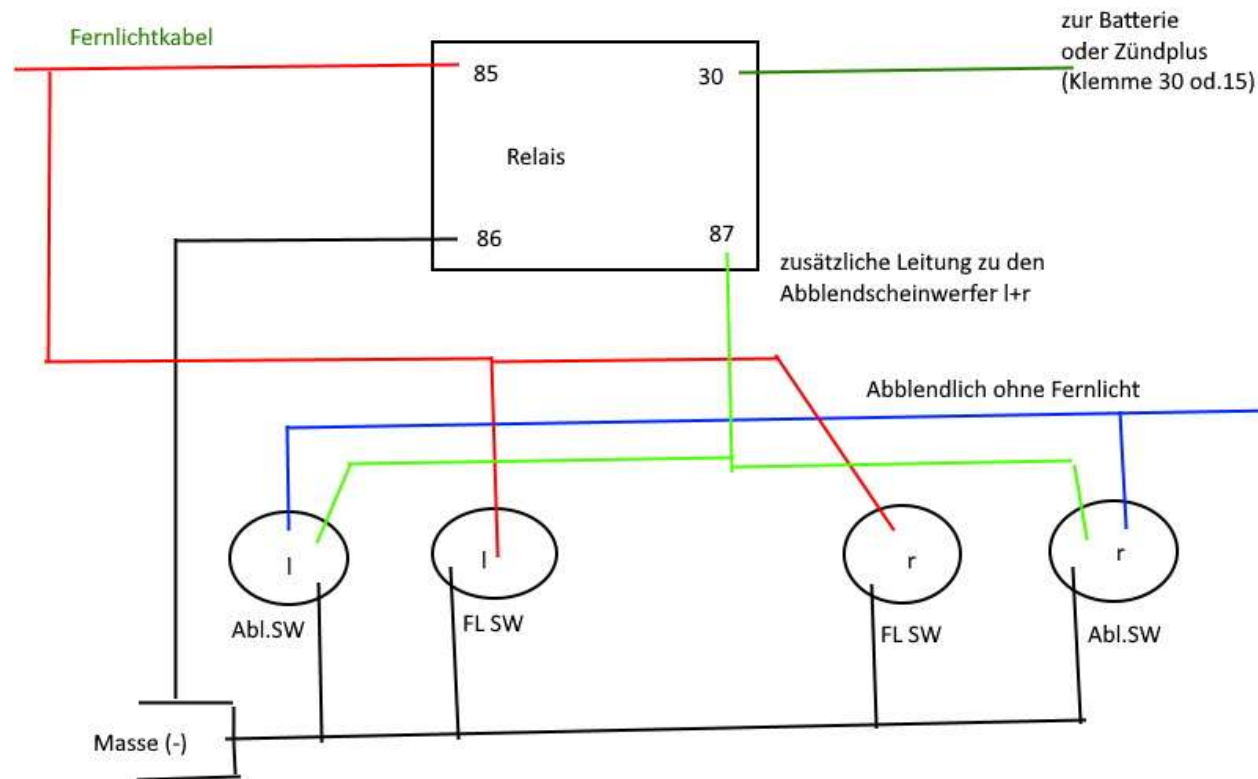 Fernlichtkabel
zur Batterie
oder Zündplus
(Klemme 30 od.15)
85
30
Relais
86
87
zusätzliche Leitung zu den
Abblendscheinwerfer l+r
Abblendlich ohne Fernlicht
l
l
r
r
Abl.SW
FL SW
FL SW
Abl.SW
Masse (-)